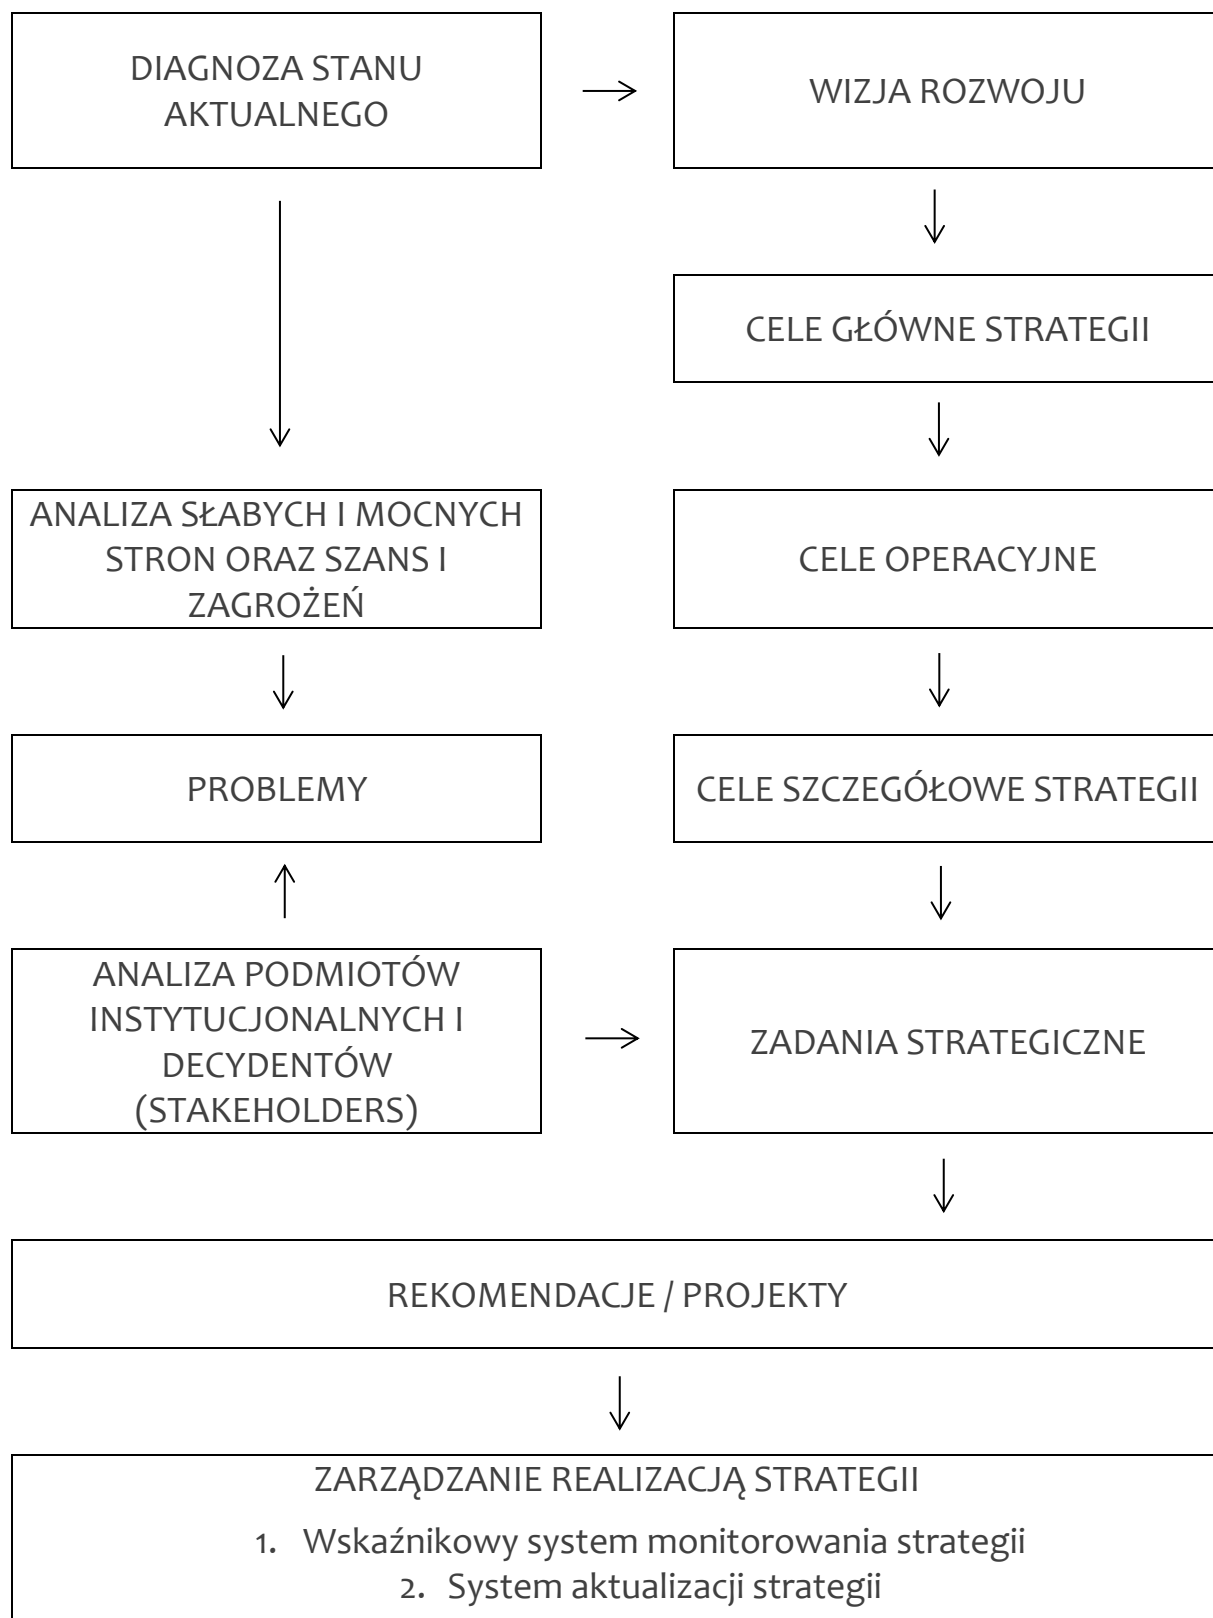 DIAGNOZA STANU
AKTUALNEGO
WIZJA ROZWOJU
CELE GŁÓWNE STRATEGII
ANALIZA SŁABYCH I MOCNYCH
STRON ORAZ SZANS I
ZAGROŻEŃ
CELE OPERACYJNE
PROBLEMY
CELE SZCZEGÓŁOWE STRATEGII
ANALIZA PODMIOTÓW
INSTYTUCJONALNYCH I
DECYDENTÓW
(STAKEHOLDERS)
ZADANIA STRATEGICZNE
REKOMENDACJE / PROJEKTY
ZARZĄDZANIE REALIZACJĄ STRATEGII
1. Wskaźnikowy system monitorowania strategii
2. System aktualizacji strategii